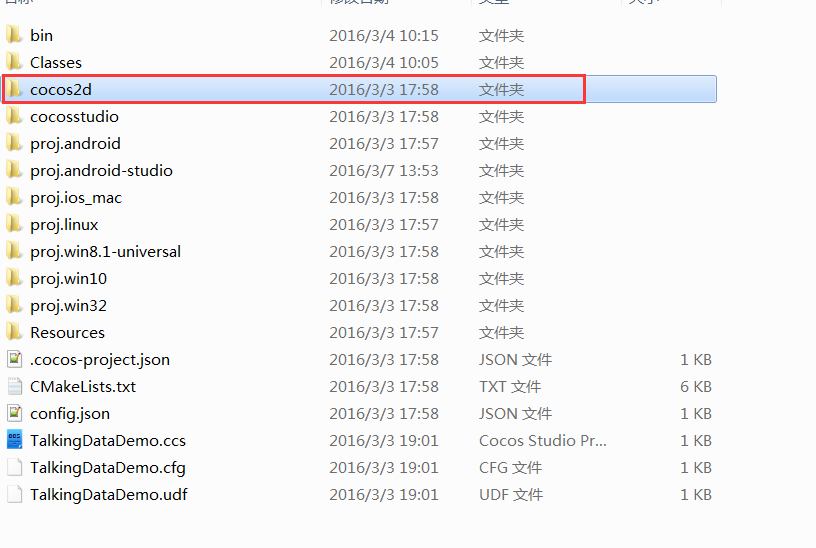 bin 2016/3/4 10:15 文件夹
Classes 2016/3/4 10:05 文件夹
cocos2d 2016/3/3 17:58 文件夹
cocosstudio 2016/3/3 17:58 文件夹
proj.android 2016/3/3 17:57 文件夹
proj.android-studio 2016/3/7 13:53 文件夹
proj.ios_mac 2016/3/3 17:58 文件夹
proj.linux 2016/3/3 17:57 文件夹
proj.win8.1-universal 2016/3/3 17:58 文件夹
proj.win10 2016/3/3 17:58 文件夹
proj.win32 2016/3/3 17:58 文件夹
Resources 2016/3/3 17:57 文件夹
.cocos-project.json 2016/3/3 17:58 JSON 文件 1 KB
CMakeLists.txt 2016/3/3 17:58 TXT 文件 6 KB
config.json 2016/3/3 17:58 JSON 文件 1 KB
TalkingDataDemo.ccs 2016/3/3 19:01 Cocos Studio Pr... 1 KB
TalkingDataDemo.cfg 2016/3/3 19:01 CFG 文件 1 KB
TalkingDataDemo.udf 2016/3/3 19:01 UDF 文件 1 KB